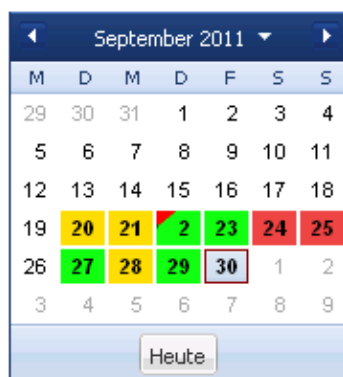 September 2011
M D M D F S S
29 30 31 1 2 3 4
5 6 7 8 9 10 11
12 13 14 15 16 17 18
19 20 21 2 23 24 25
26 27 28 29 30 1 2
3 4 5 6 7 8 9
Heute